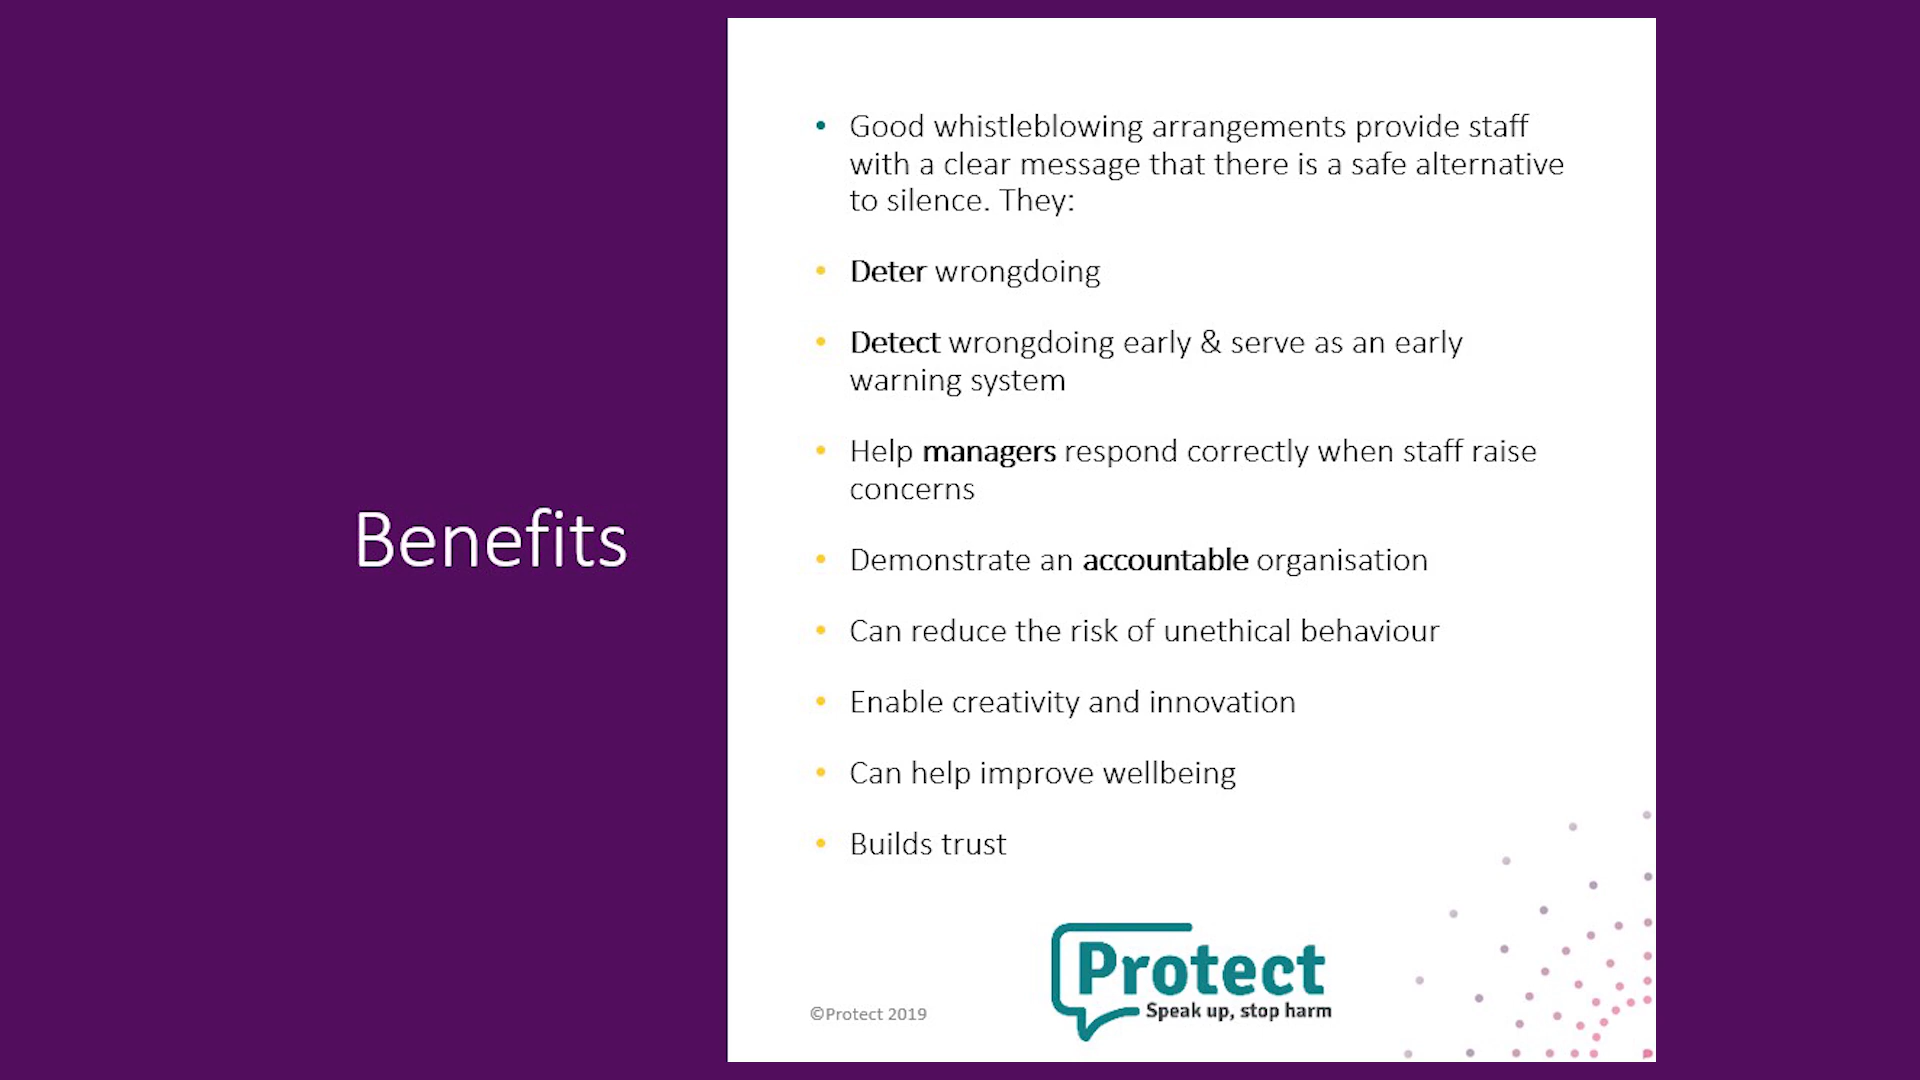 Benefits
• Good whistleblowing arrangements provide staff
with a clear message that there is a safe alternative
to silence. They:
• Deter wrongdoing
• Detect wrongdoing early & serve as an early
warning system
• Help managers respond correctly when staff raise
concerns
• Demonstrate an accountable organisation
• Can reduce the risk of unethical behaviour
• Enable creativity and innovation
• Can help improve wellbeing
• Builds trust
©Protect 2019
Protect
Speak up, stop harm